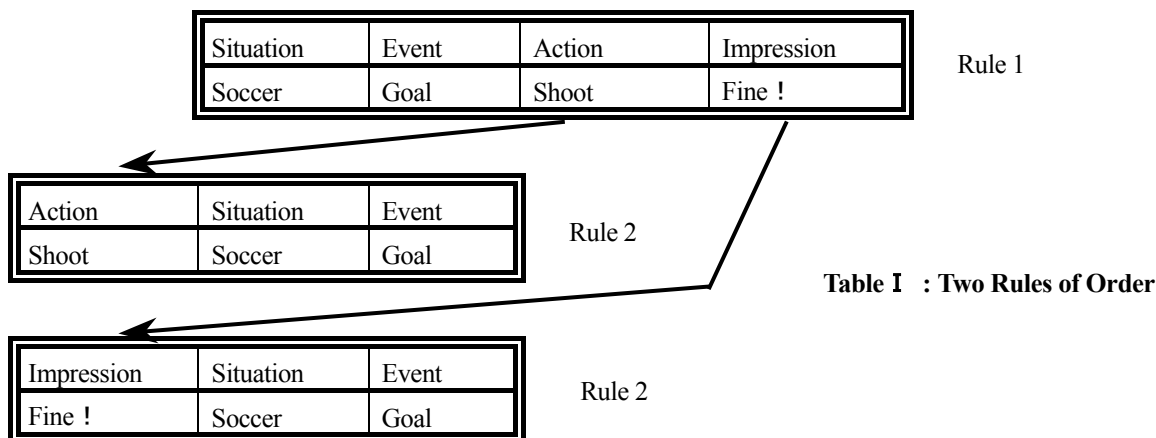 Situation Event Action Impression
Soccer Goal Shoot Fine！
Rule 1
Action Situation Event
Shoot Soccer Goal
Rule 2
Table Ⅰ : Two Rules of Order
Impression Situation Event
Fine！ Soccer Goal
Rule 2